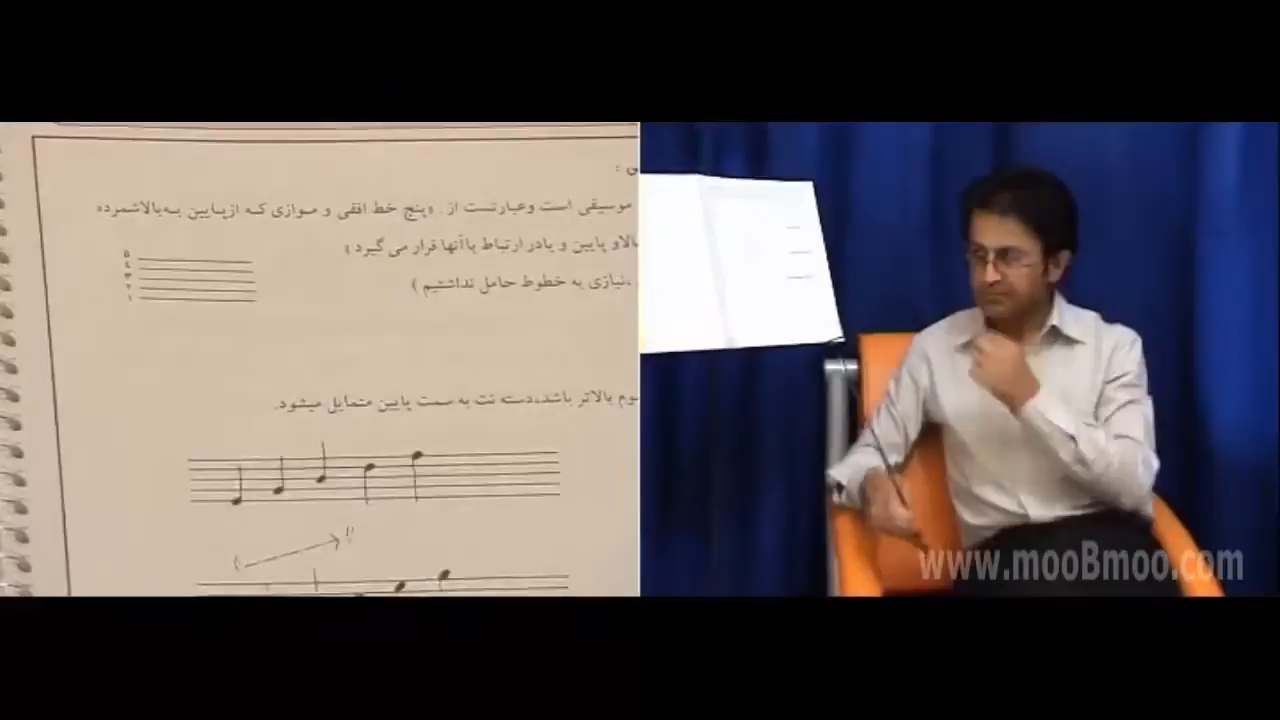 موسیقی است وعبارتست از : «پنج خط افقی و موازی که ازپایین به‌بالاشمرده
بالاو پایین و یادر ارتباط باآنها قرار می گیرد )
نیازی به خطوط حامل نداشتیم )
۵
۴
۳
۲
۱
بالاتر باشد،دسته نت به سمت پایین متمایل میشود.
www.mooBmoo.com